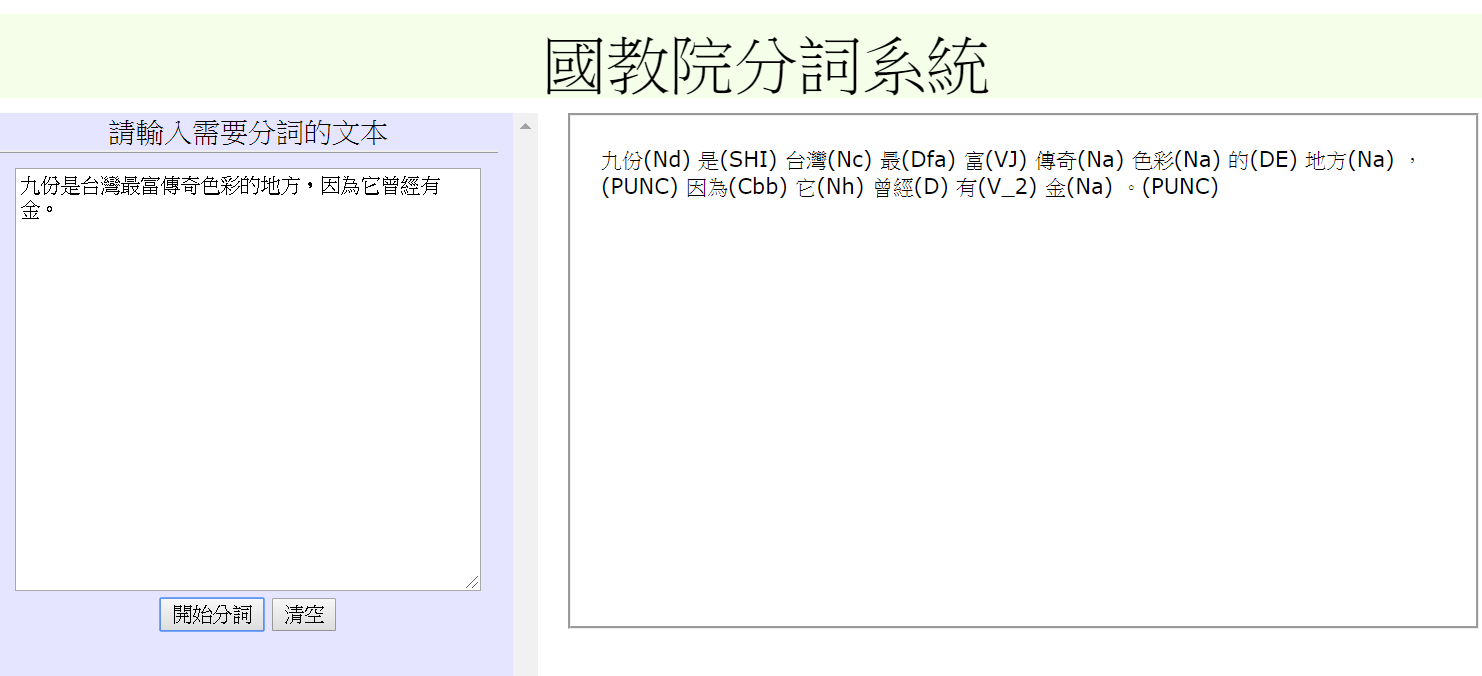 國教院分詞系統
請輸入需要分詞的文本
九份是台灣最富傳奇色彩的地方，因為它曾經有
金。
開始分詞 清空
九份(Nd) 是(SHI) 台灣(Nc) 最(Dfa) 富(VJ) 傳奇(Na) 色彩(Na) 的(DE) 地方(Na) ，
(PUNC) 因為(Cbb) 它(Nh) 曾經(D) 有(V_2) 金(Na) 。(PUNC)